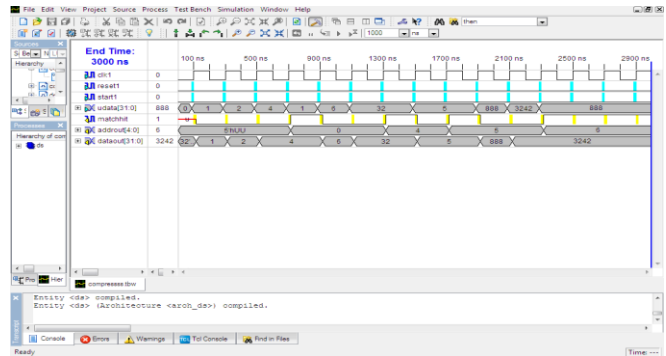 File Edit View Project Source Process Test Bench Simulation Window Help
then
1000 ns
Sources
Hierarchy
End Time:
3000 ns
100 ns 500 ns 900 ns 1300 ns 1700 ns 2100 ns 2500 ns 2900 ns
clk1 0
reset1 0
start1 0
udata[31:0] 888 0 1 2 4 1 6 32 5 888 3242 888
matchhit 1 U
addrout[4:0] 6 5'hUU 0 4 5 6
dataout[31:0] 3242 32' 1 2 4 6 32 5 888 3242
Processes
Hierarchy of con
ds
Pro Hier
compresss.tbw
Entity <ds> compiled.
Entity <ds> (Architecture <arch_ds>) compiled.
Console Errors Warnings Tcl Console Find in Files
Ready Time: ---